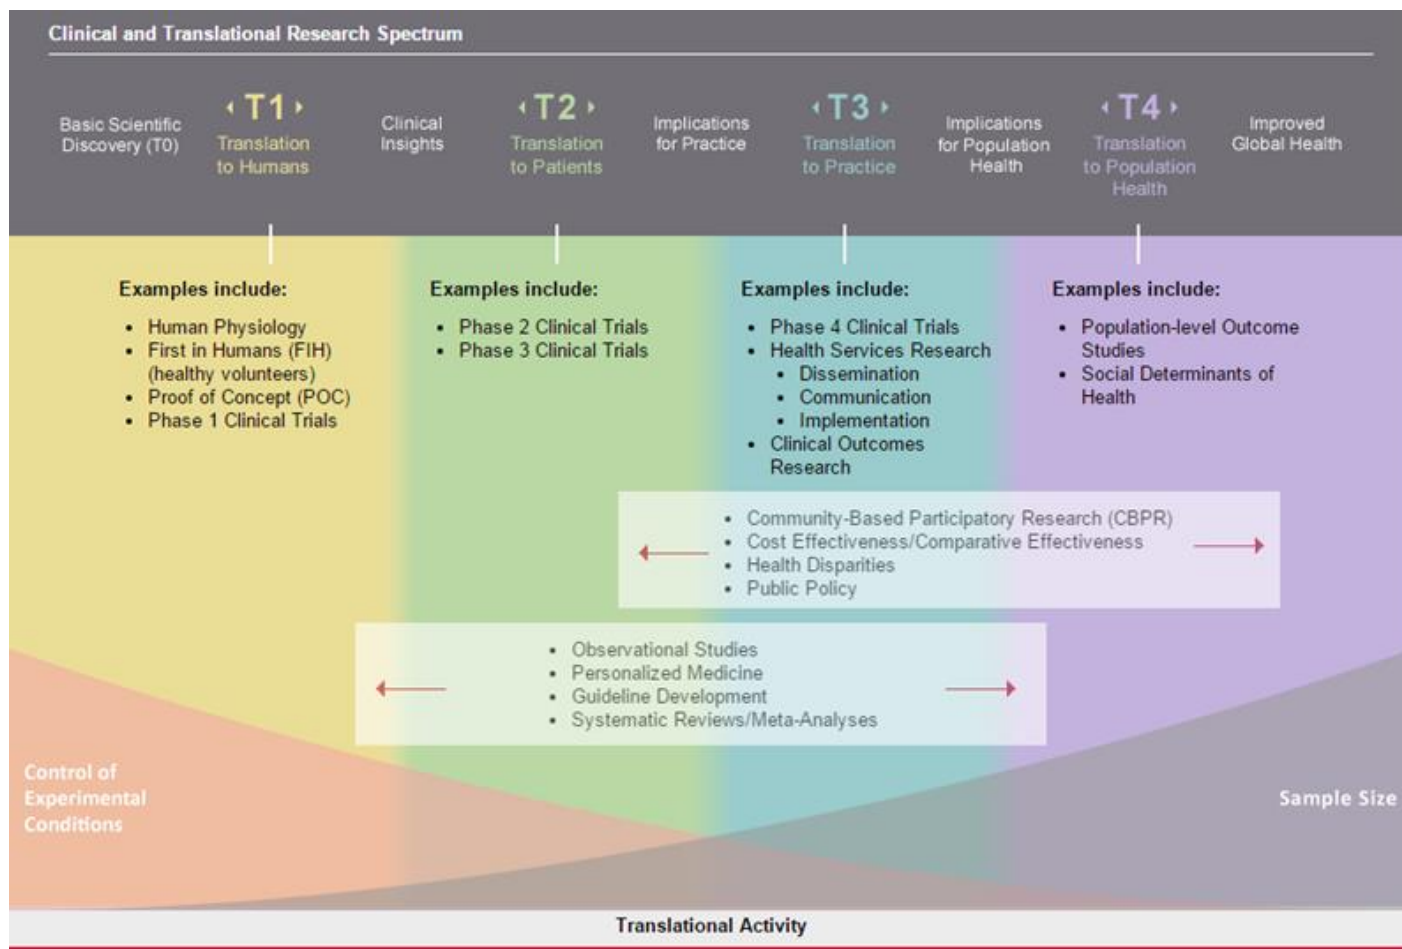 Clinical and Translational Research Spectrum
Basic Scientific
Discovery (T0)
T1
Translation
to Humans
Clinical
Insights
T2
Translation
to Patients
Implications
for Practice
T3
Translation
to Practice
Implications
for Population
Health
T4
Translation
to Population
Health
Improved
Global Health
Examples include:
• Human Physiology
• First in Humans (FIH)
(healthy volunteers)
• Proof of Concept (POC)
• Phase 1 Clinical Trials
Examples include:
• Phase 2 Clinical Trials
• Phase 3 Clinical Trials
Examples include:
• Phase 4 Clinical Trials
• Health Services Research
• Dissemination
• Communication
• Implementation
• Clinical Outcomes
Research
Examples include:
• Population-level Outcome
Studies
• Social Determinants of
Health
• Community-Based Participatory Research (CBPR)
• Cost Effectiveness/Comparative Effectiveness
• Health Disparities
• Public Policy
• Observational Studies
• Personalized Medicine
• Guideline Development
• Systematic Reviews/Meta-Analyses
Control of
Experimental
Conditions
Sample Size
Translational Activity